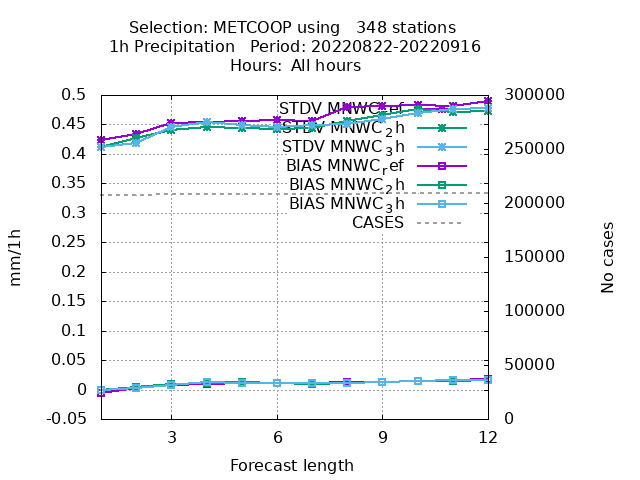 Selection: METCOOP using   348 stations
1h Precipitation   Period: 20220822-20220916
Hours:  All hours
STDV MNWC_ref
STDV MNWC_2h
STDV MNWC_3h
BIAS MNWC_ref
BIAS MNWC_2h
BIAS MNWC_3h
CASES
0.5
0.45
0.4
0.35
0.3
0.25
0.2
0.15
0.1
0.05
0
-0.05
mm/1h
300000
250000
200000
150000
100000
50000
0
No cases
3 6 9 12
Forecast length